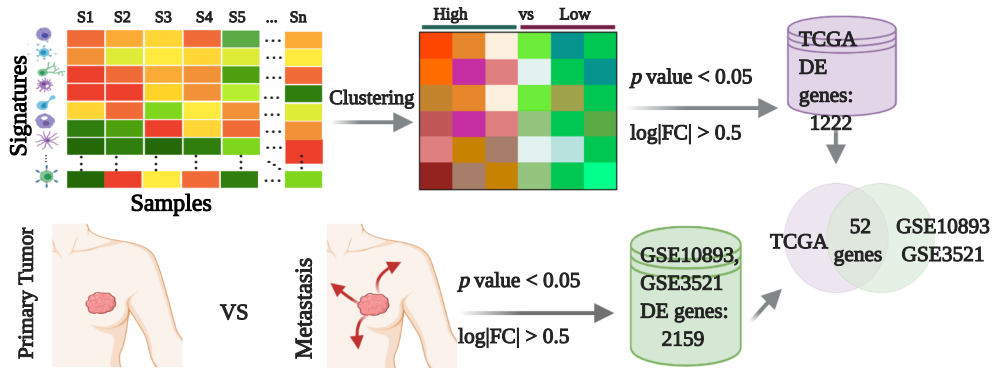 S1 S2 S3 S4 S5 ... Sn
Signatures
Samples
Clustering
High vs Low
p value < 0.05
log|FC| > 0.5
TCGA
DE
genes:
1222
Primary Tumor
VS
Metastasis
p value < 0.05
log|FC| > 0.5
GSE10893,
GSE3521
DE genes:
2159
TCGA
52
genes
GSE10893
GSE3521